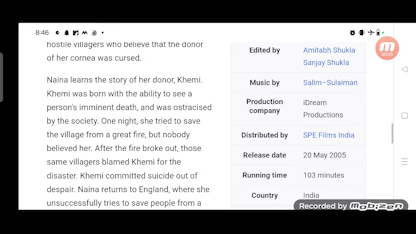 8:46
hostile villagers who believe that the donor
of her cornea was cursed.
Naina learns the story of her donor, Khemi.
Khemi was born with the ability to see a
person's imminent death, and was ostracised
by the society. One night, she tried to save
the village from a great fire, but nobody
believed her. After the fire broke out, those
same villagers blamed Khemi for the
disaster. Khemi committed suicide out of
despair. Naina returns to England, where she
unsuccessfully tries to save people from a
Edited by Amitabh Shukla
Sanjay Shukla
Music by Salim–Sulaiman
Production company iDream Productions
Distributed by SPE Films India
Release date 20 May 2005
Running time 103 minutes
Country India
Recorded by Mobizen